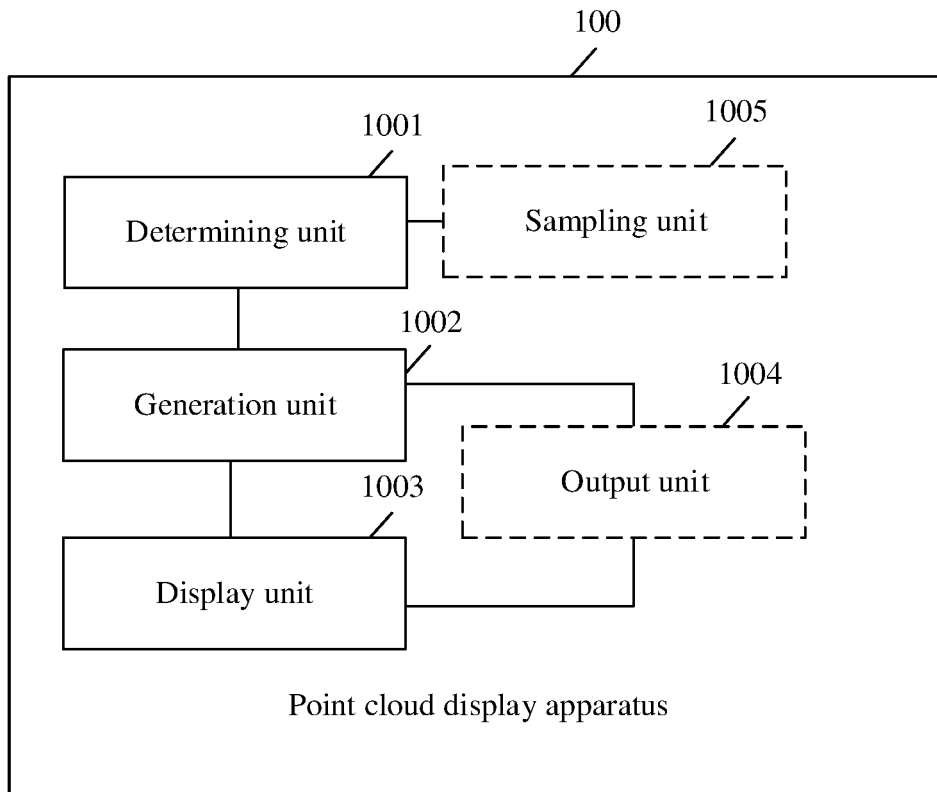 100
1005
1001
Sampling unit
Determining unit
1002
1004
Generation unit
Output unit
1003
Display unit
Point cloud display apparatus